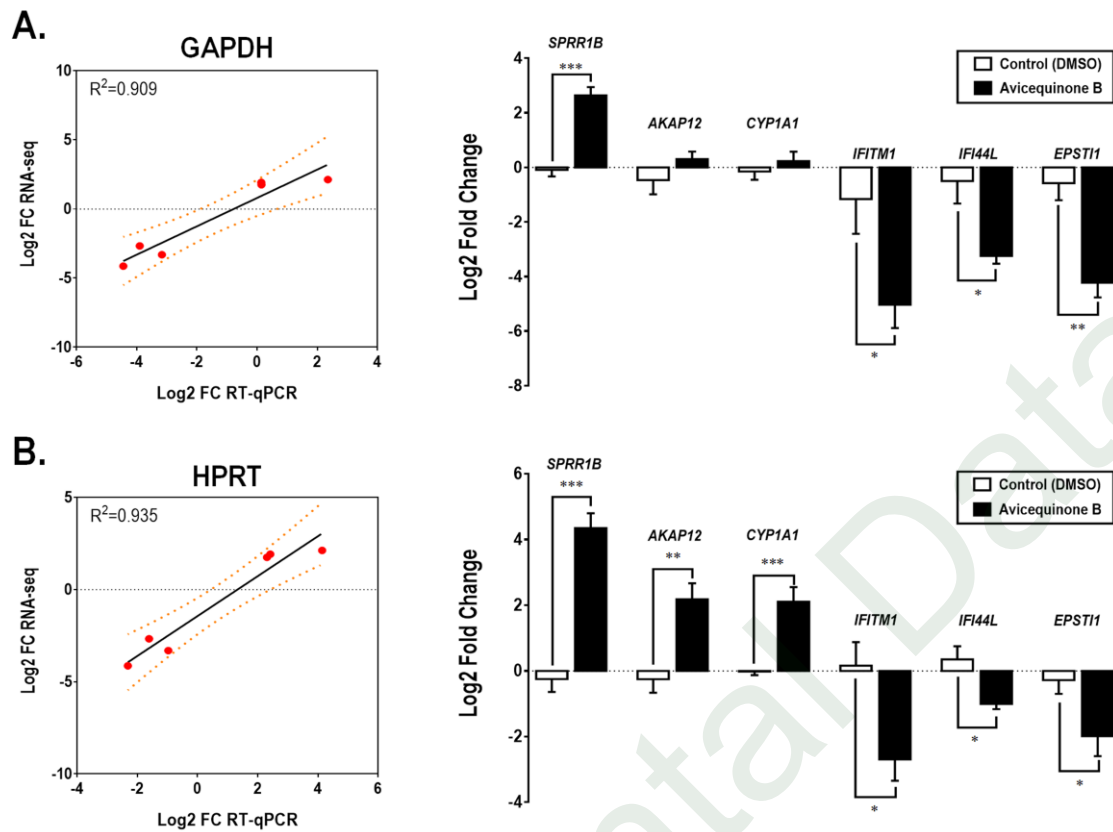 A.
GAPDH
R²=0.909
10
5
0
-5
-10
-6
-4
-2
0
2
4
Log2 FC RNA-seq
Log2 FC RT-qPCR
SPRR1B
***
AKAP12
CYP1A1
IFITM1
*
IFI44L
*
EPSTI1
**
Control (DMSO)
Avicequinone B
4
2
0
-2
-4
-6
-8
Log2 Fold Change
B.
HPRT
R²=0.935
5
0
-5
-10
-4
-2
0
2
4
6
Log2 FC RNA-seq
Log2 FC RT-qPCR
SPRR1B
***
AKAP12
**
CYP1A1
***
IFITM1
*
IFI44L
*
EPSTI1
*
Control (DMSO)
Avicequinone B
6
4
2
0
-2
-4
Log2 Fold Change
tal Data